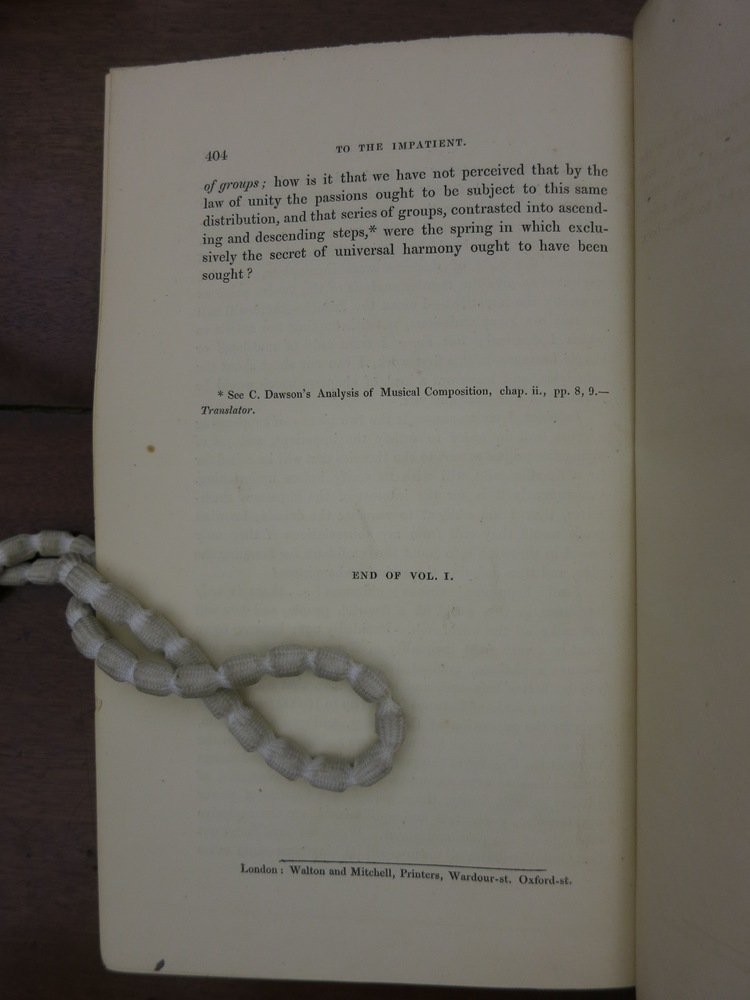 404
TO THE IMPATIENT.
of groups; how is it that we have not perceived that by the
law of unity the passions ought to be subject to this same
distribution, and that series of groups, contrasted into ascend-
ing and descending steps,* were the spring in which exclu-
sively the secret of universal harmony ought to have been
sought?
* See C. Dawson's Analysis of Musical Composition, chap. ii., pp. 8, 9.—
Translator.
END OF VOL. I.
London: Walton and Mitchell, Printers, Wardour-st. Oxford-st.